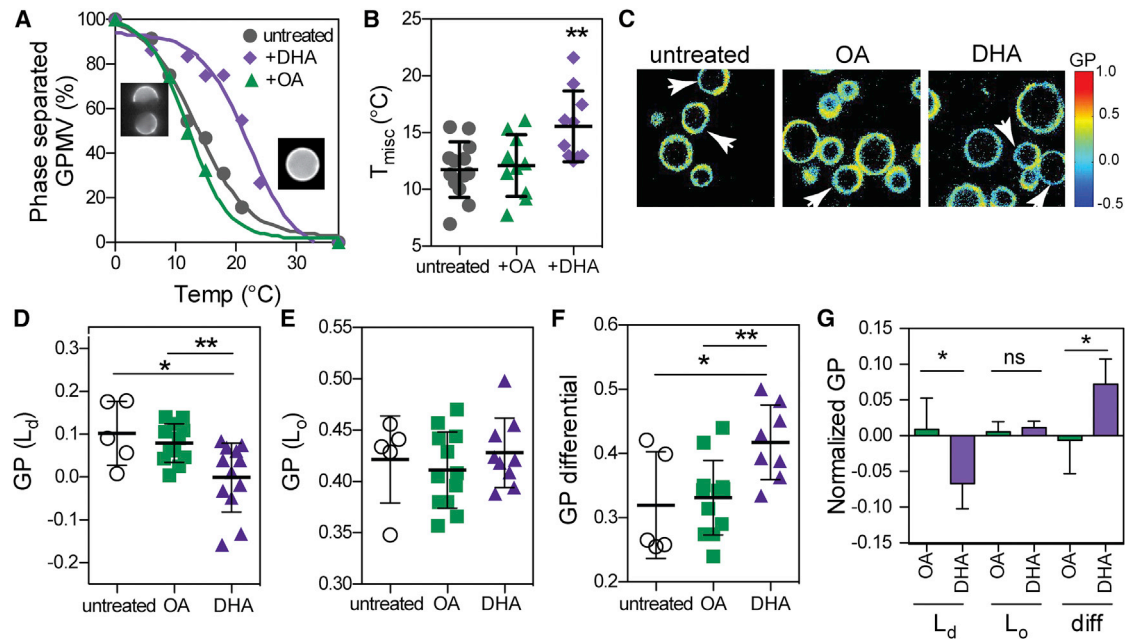 A
Phase separated
GPMV (%)
100
80
60
40
20
0
untreated
+DHA
+OA
0
10
20
30
Temp (°C)
B
Tmisc (°C)
25
20
15
10
5
**
untreated
+OA
+DHA
C
untreated
OA
DHA
GP
1.0
0.5
0.0
-0.5
D
GP (Ld)
0.3
0.2
0.1
0.0
-0.1
-0.2
**
*
untreated
OA
DHA
E
GP (Lo)
0.55
0.50
0.45
0.40
0.35
0.30
untreated
OA
DHA
F
GP differential
0.6
0.5
0.4
0.3
0.2
**
*
untreated
OA
DHA
G
Normalized GP
0.15
0.10
0.05
0.00
-0.05
-0.10
-0.15
*
ns
*
OA
DHA
OA
DHA
OA
DHA
Ld
Lo
diff